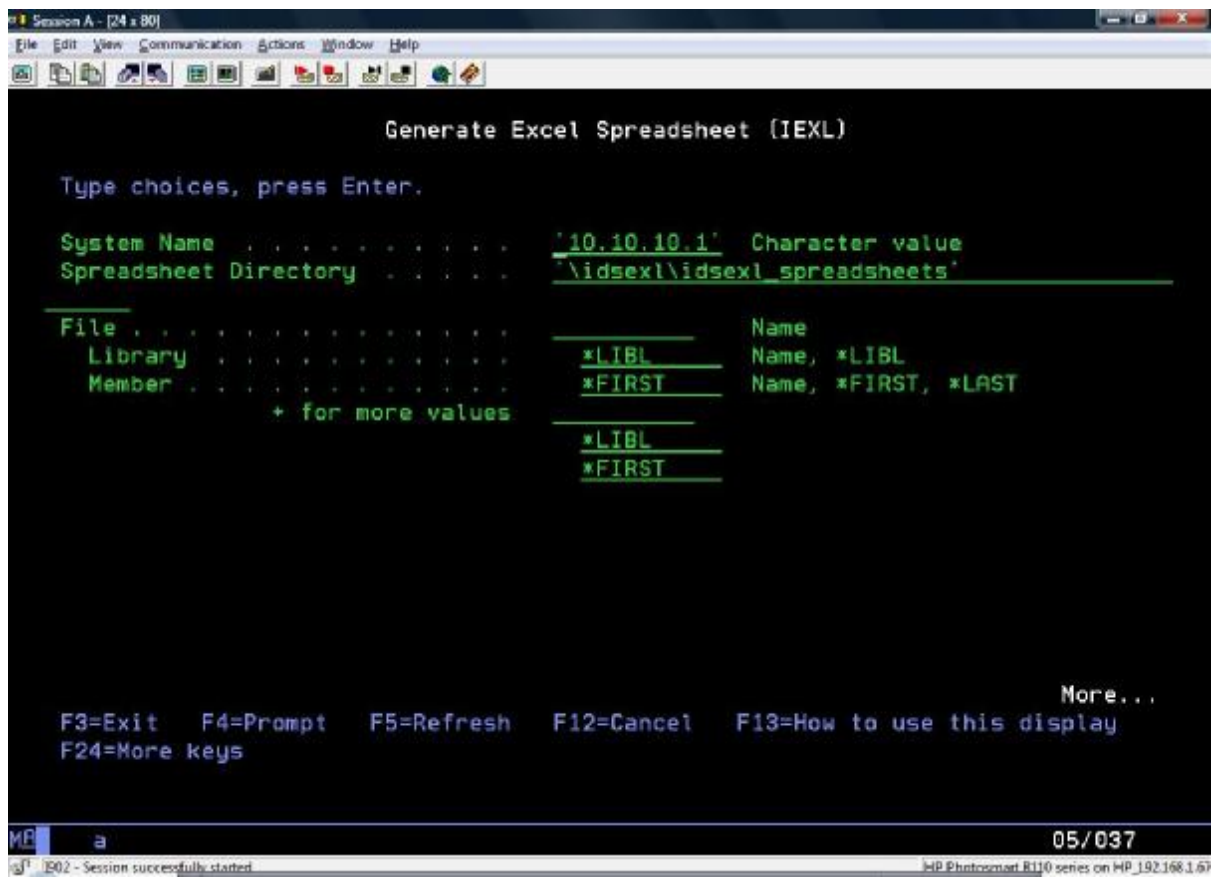 Session A - [24 x 80]
File Edit View Communication Actions Window Help
Generate Excel Spreadsheet (IEXL)
Type choices, press Enter.
System Name . . . . . . . . . . '10.10.10.1' Character value
Spreadsheet Directory . . . . . '\idsexl\idsexl_spreadsheets'
File . . . . . . . . . . . . . . Name
Library . . . . . . . . . . . *LIBL Name, *LIBL
Member . . . . . . . . . . . . *FIRST Name, *FIRST, *LAST
+ for more values
*LIBL
*FIRST
More...
F3=Exit F4=Prompt F5=Refresh F12=Cancel F13=How to use this display
F24=More keys
MA a 05/037
I902 - Session successfully started HP Photosmart B110 series on HP_192.168.1.67